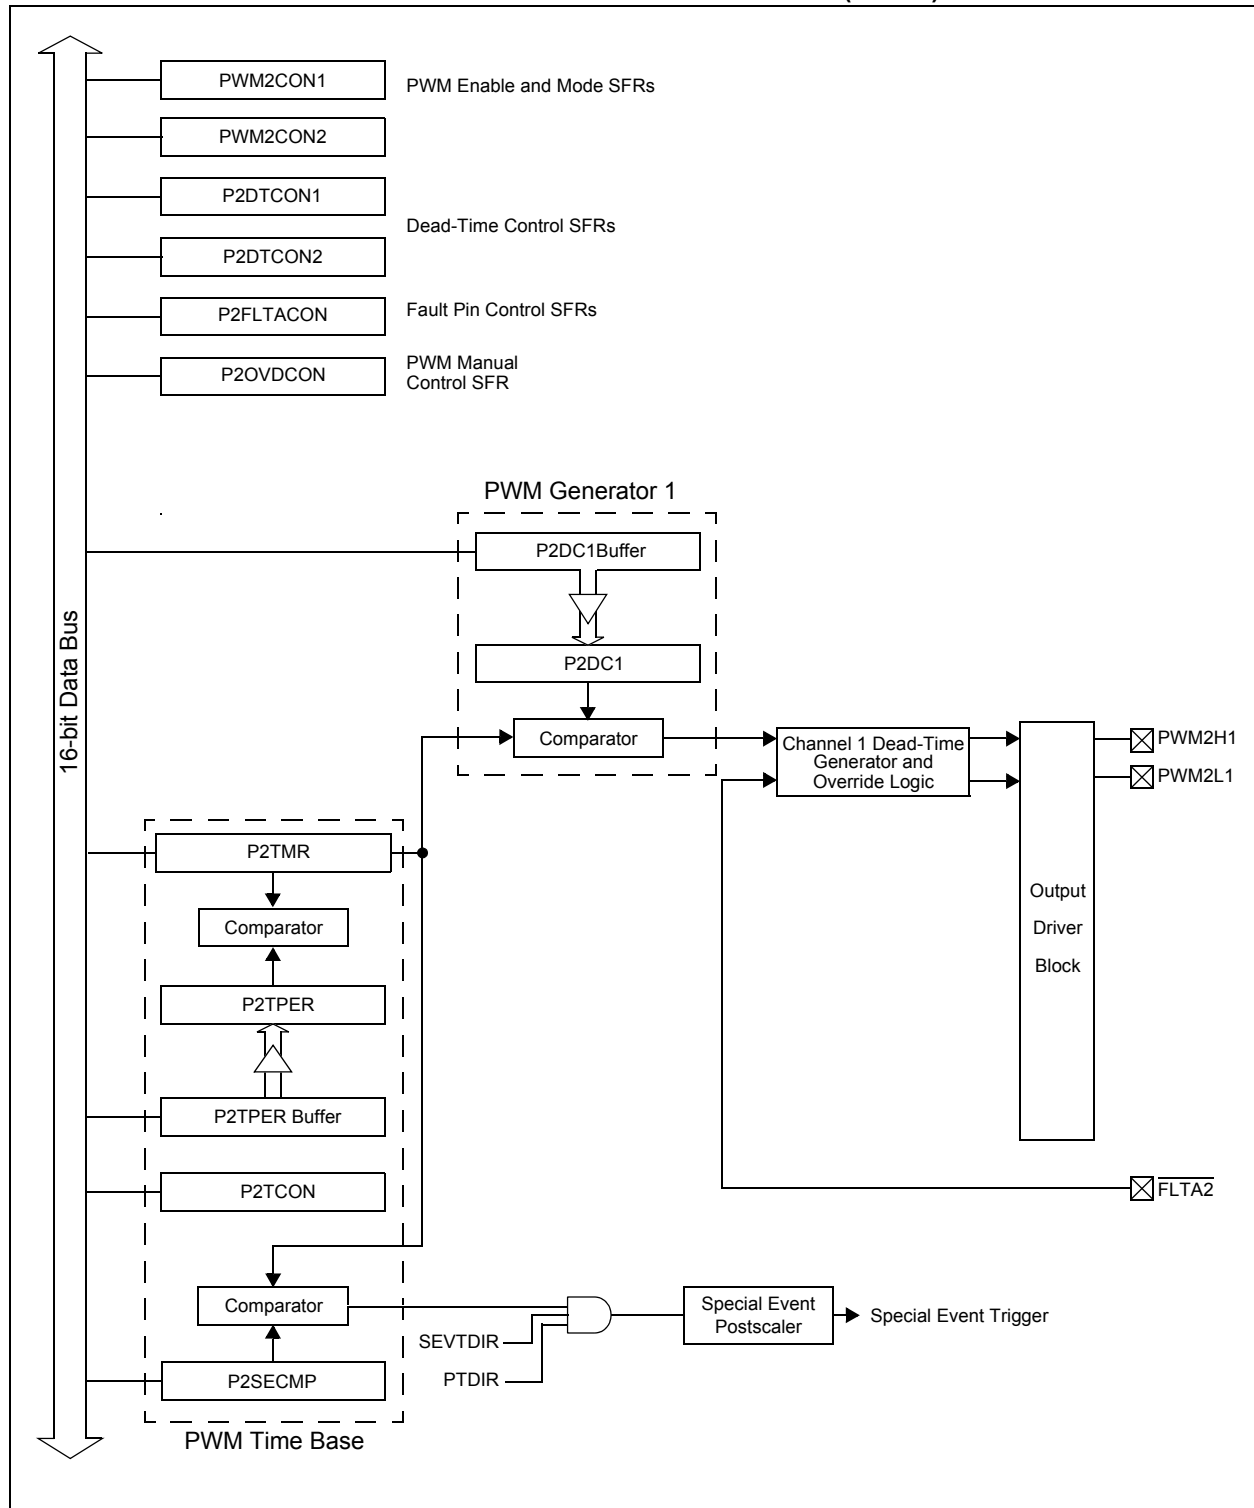 PWM2CON1
PWM Enable and Mode SFRs
PWM2CON2
P2DTCON1
Dead-Time Control SFRs
P2DTCON2
P2FLTACON
Fault Pin Control SFRs
P2OVDCON
PWM Manual
Control SFR
PWM Generator 1
P2DC1Buffer
P2DC1
Comparator
16-bit Data Bus
Channel 1 Dead-Time
Generator and
Override Logic
PWM2H1
PWM2L1
P2TMR
Comparator
P2TPER
P2TPER Buffer
P2TCON
Output
Driver
Block
FLTA2
Comparator
SEVTDIR
PTDIR
Special Event
Postscaler
Special Event Trigger
P2SECMP
PWM Time Base